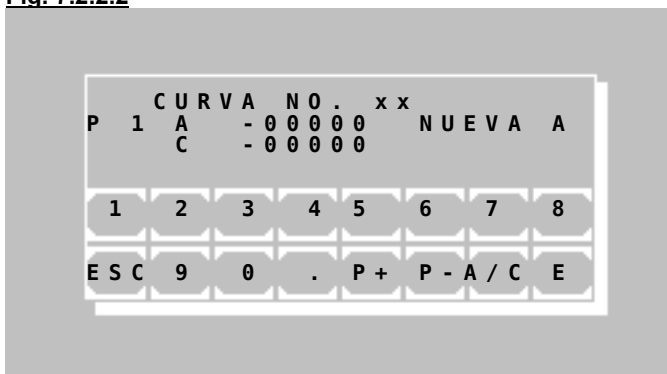 Fig. 7.2.2.2
CURVA NO. xx
P 1 A -00000 NUEVA A
C -00000
1 2 3 4 5 6 7 8
ESC 9 0 . P+ P- A/C E